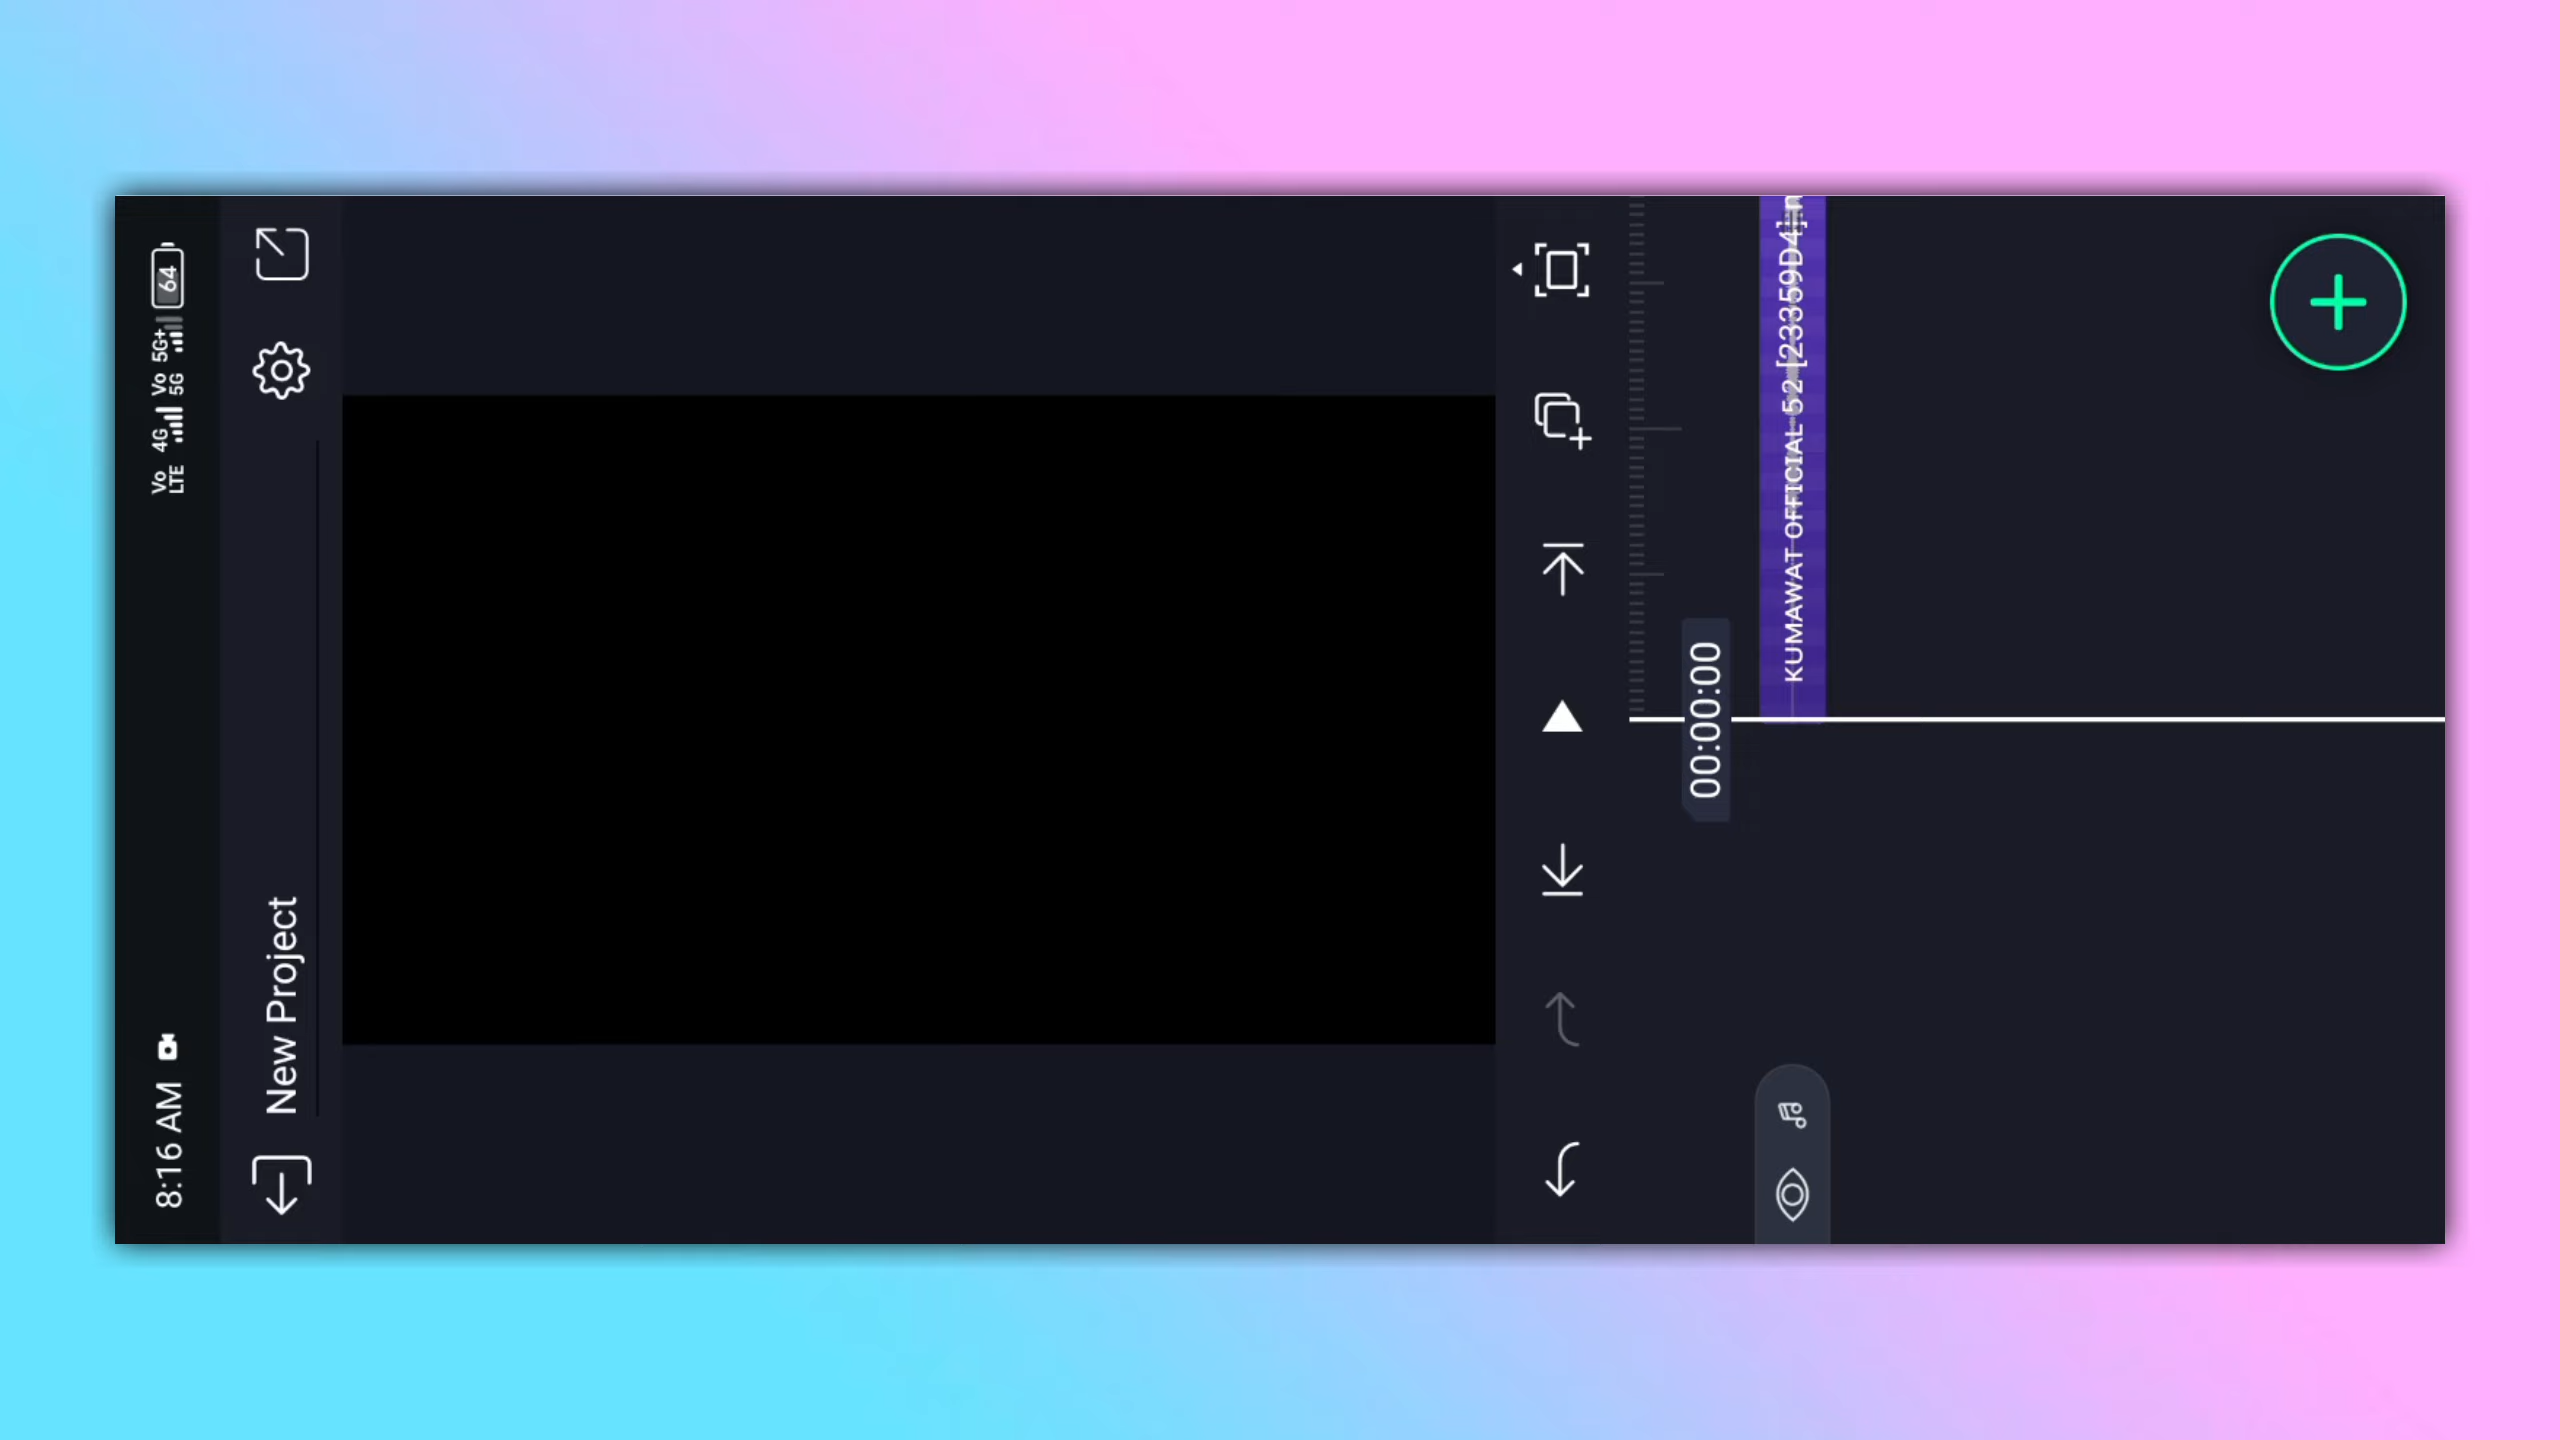 8:16 AM
Vo LTE 4G Vo 5G 5G+ 64
New Project
00:00:00
KUMAWAT OFFICIAL 52 [23359D4]